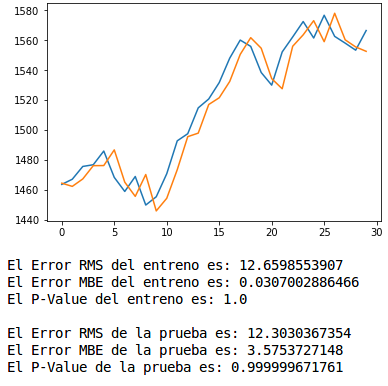 1580
1560
1540
1520
1500
1480
1460
1440
0 5 10 15 20 25 30
El Error RMS del entreno es: 12.6598553907
El Error MBE del entreno es: 0.0307002886466
El P-Value del entreno es: 1.0
El Error RMS de la prueba es: 12.3030367354
El Error MBE de la prueba es: 3.5753727148
El P-Value de la prueba es: 0.999999671761